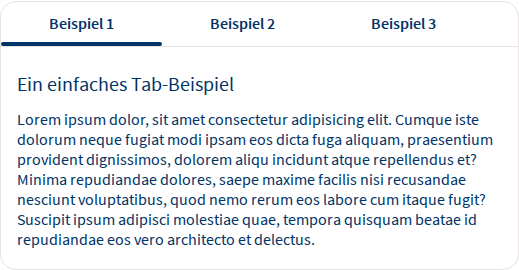 Beispiel 1 Beispiel 2 Beispiel 3
Ein einfaches Tab-Beispiel
Lorem ipsum dolor, sit amet consectetur adipisicing elit. Cumque iste
dolorum neque fugiat modi ipsam eos dicta fuga aliquam, praesentium
provident dignissimos, dolorem aliqu incidunt atque repellendus et?
Minima repudiandae dolores, saepe maxime facilis nisi recusandae
nesciunt voluptatibus, quod nemo rerum eos labore cum itaque fugit?
Suscipit ipsum adipisci molestiae quae, tempora quisquam beatae id
repudiandae eos vero architecto et delectus.